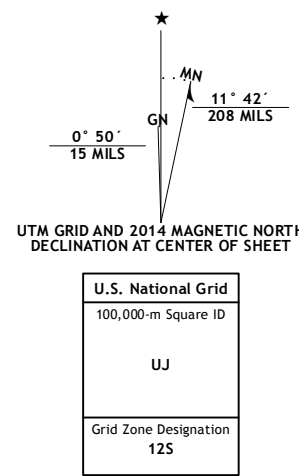 MN
GN
11° 42´
208 MILS
0° 50´
15 MILS
UTM GRID AND 2014 MAGNETIC NORTH
DECLINATION AT CENTER OF SHEET
U.S. National Grid
100,000-m Square ID
UJ
Grid Zone Designation
12S